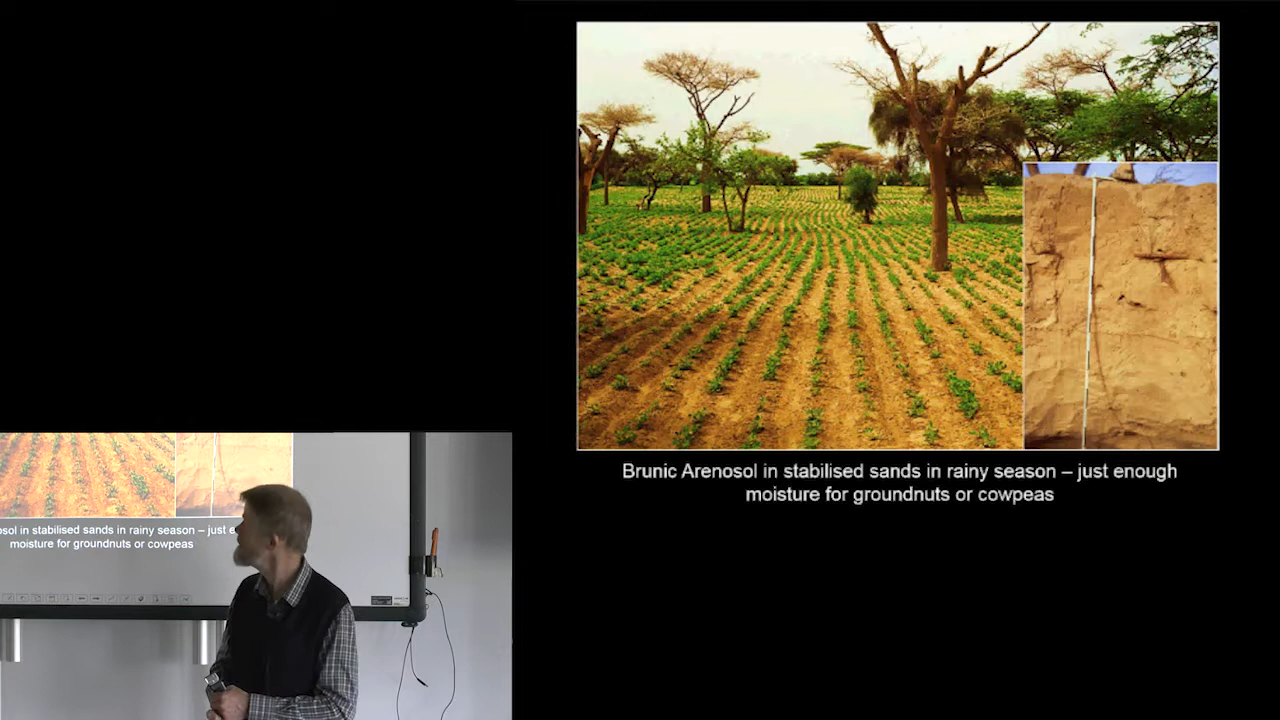 Brunic Arenosol in stabilised sands in rainy season – just enough
moisture for groundnuts or cowpeas
osol in stabilised sands in rainy season – just e
moisture for groundnuts or cowpeas